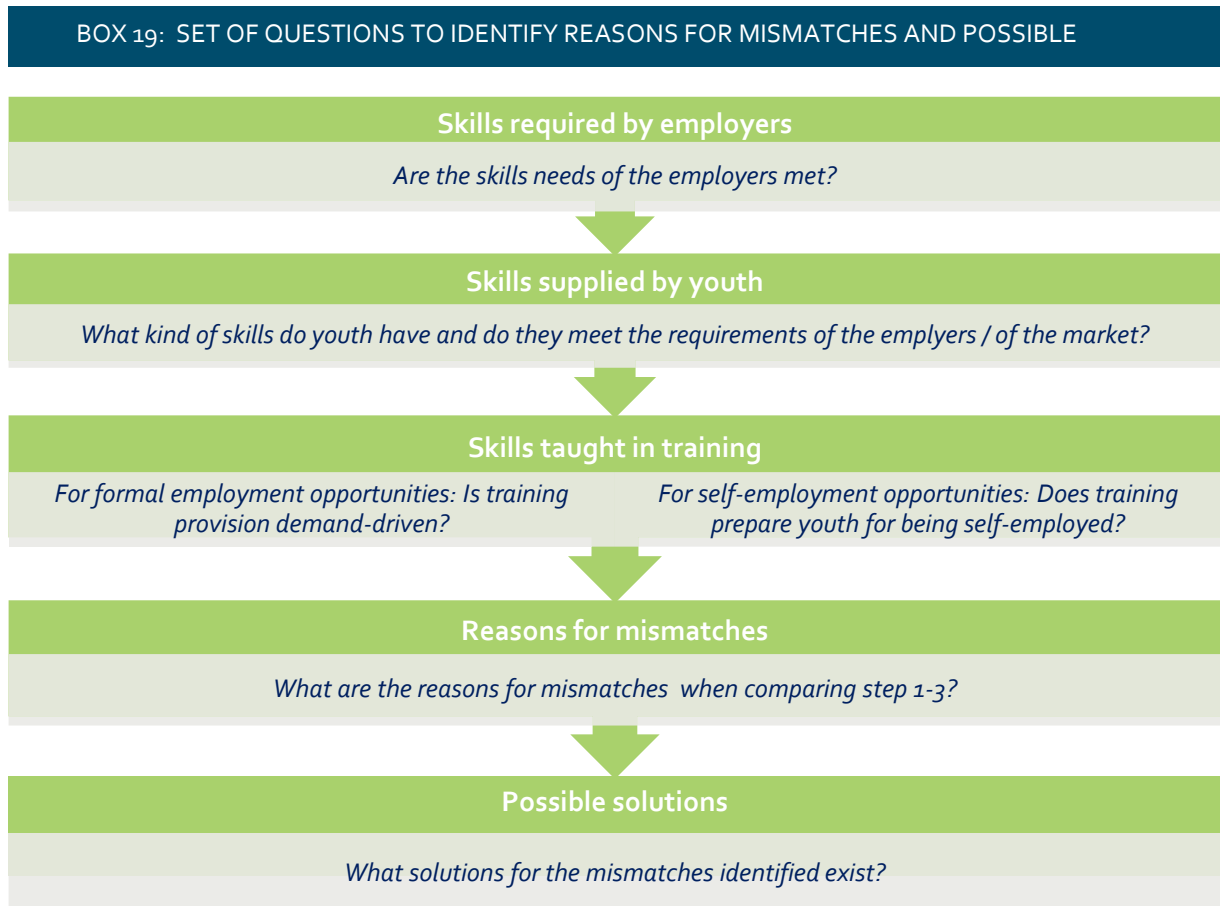 BOX 19: SET OF QUESTIONS TO IDENTIFY REASONS FOR MISMATCHES AND POSSIBLE
Skills required by employers
Are the skills needs of the employers met?
Skills supplied by youth
What kind of skills do youth have and do they meet the requirements of the emplyers / of the market?
Skills taught in training
For formal employment opportunities: Is training
provision demand-driven?
For self-employment opportunities: Does training
prepare youth for being self-employed?
Reasons for mismatches
What are the reasons for mismatches when comparing step 1-3?
Possible solutions
What solutions for the mismatches identified exist?